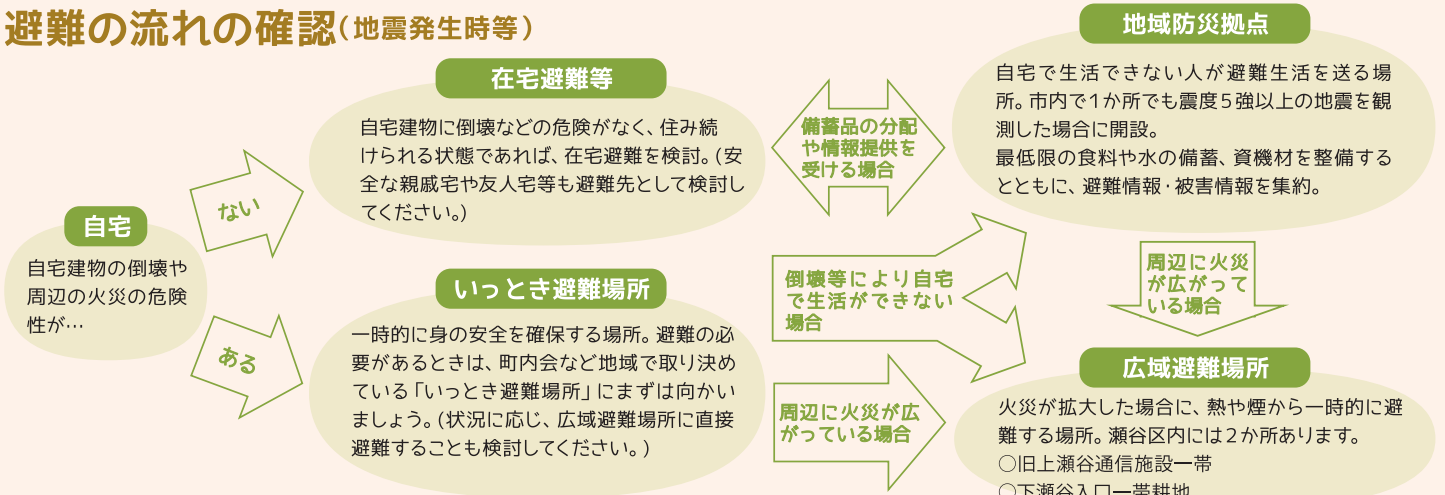 避難の流れの確認(地震発生時等)
自宅
自宅建物の倒壊や
周辺の火災の危険
性が…
ない
ある
在宅避難等
自宅建物に倒壊などの危険がなく、住み続
けられる状態であれば、在宅避難を検討。(安
全な親戚宅や友人宅等も避難先として検討し
てください。)
いっとき避難場所
一時的に身の安全を確保する場所。避難の必
要があるときは、町内会など地域で取り決め
ている「いっとき避難場所」にまずは向かい
ましょう。(状況に応じ、広域避難場所に直接
避難することも検討してください。)
備蓄品の分配
や情報提供を
受ける場合
倒壊等により自宅
で生活ができない
場合
周辺に火災が広
がっている場合
地域防災拠点
自宅で生活できない人が避難生活を送る場
所。市内で1か所でも震度5強以上の地震を観
測した場合に開設。
最低限の食料や水の備蓄、資機材を整備する
とともに、避難情報・被害情報を集約。
周辺に火災
が広がって
いる場合
広域避難場所
火災が拡大した場合に、熱や煙から一時的に避
難する場所。瀬谷区内には2か所あります。
○旧上瀬谷通信施設一帯
○下瀬谷入口一帯耕地